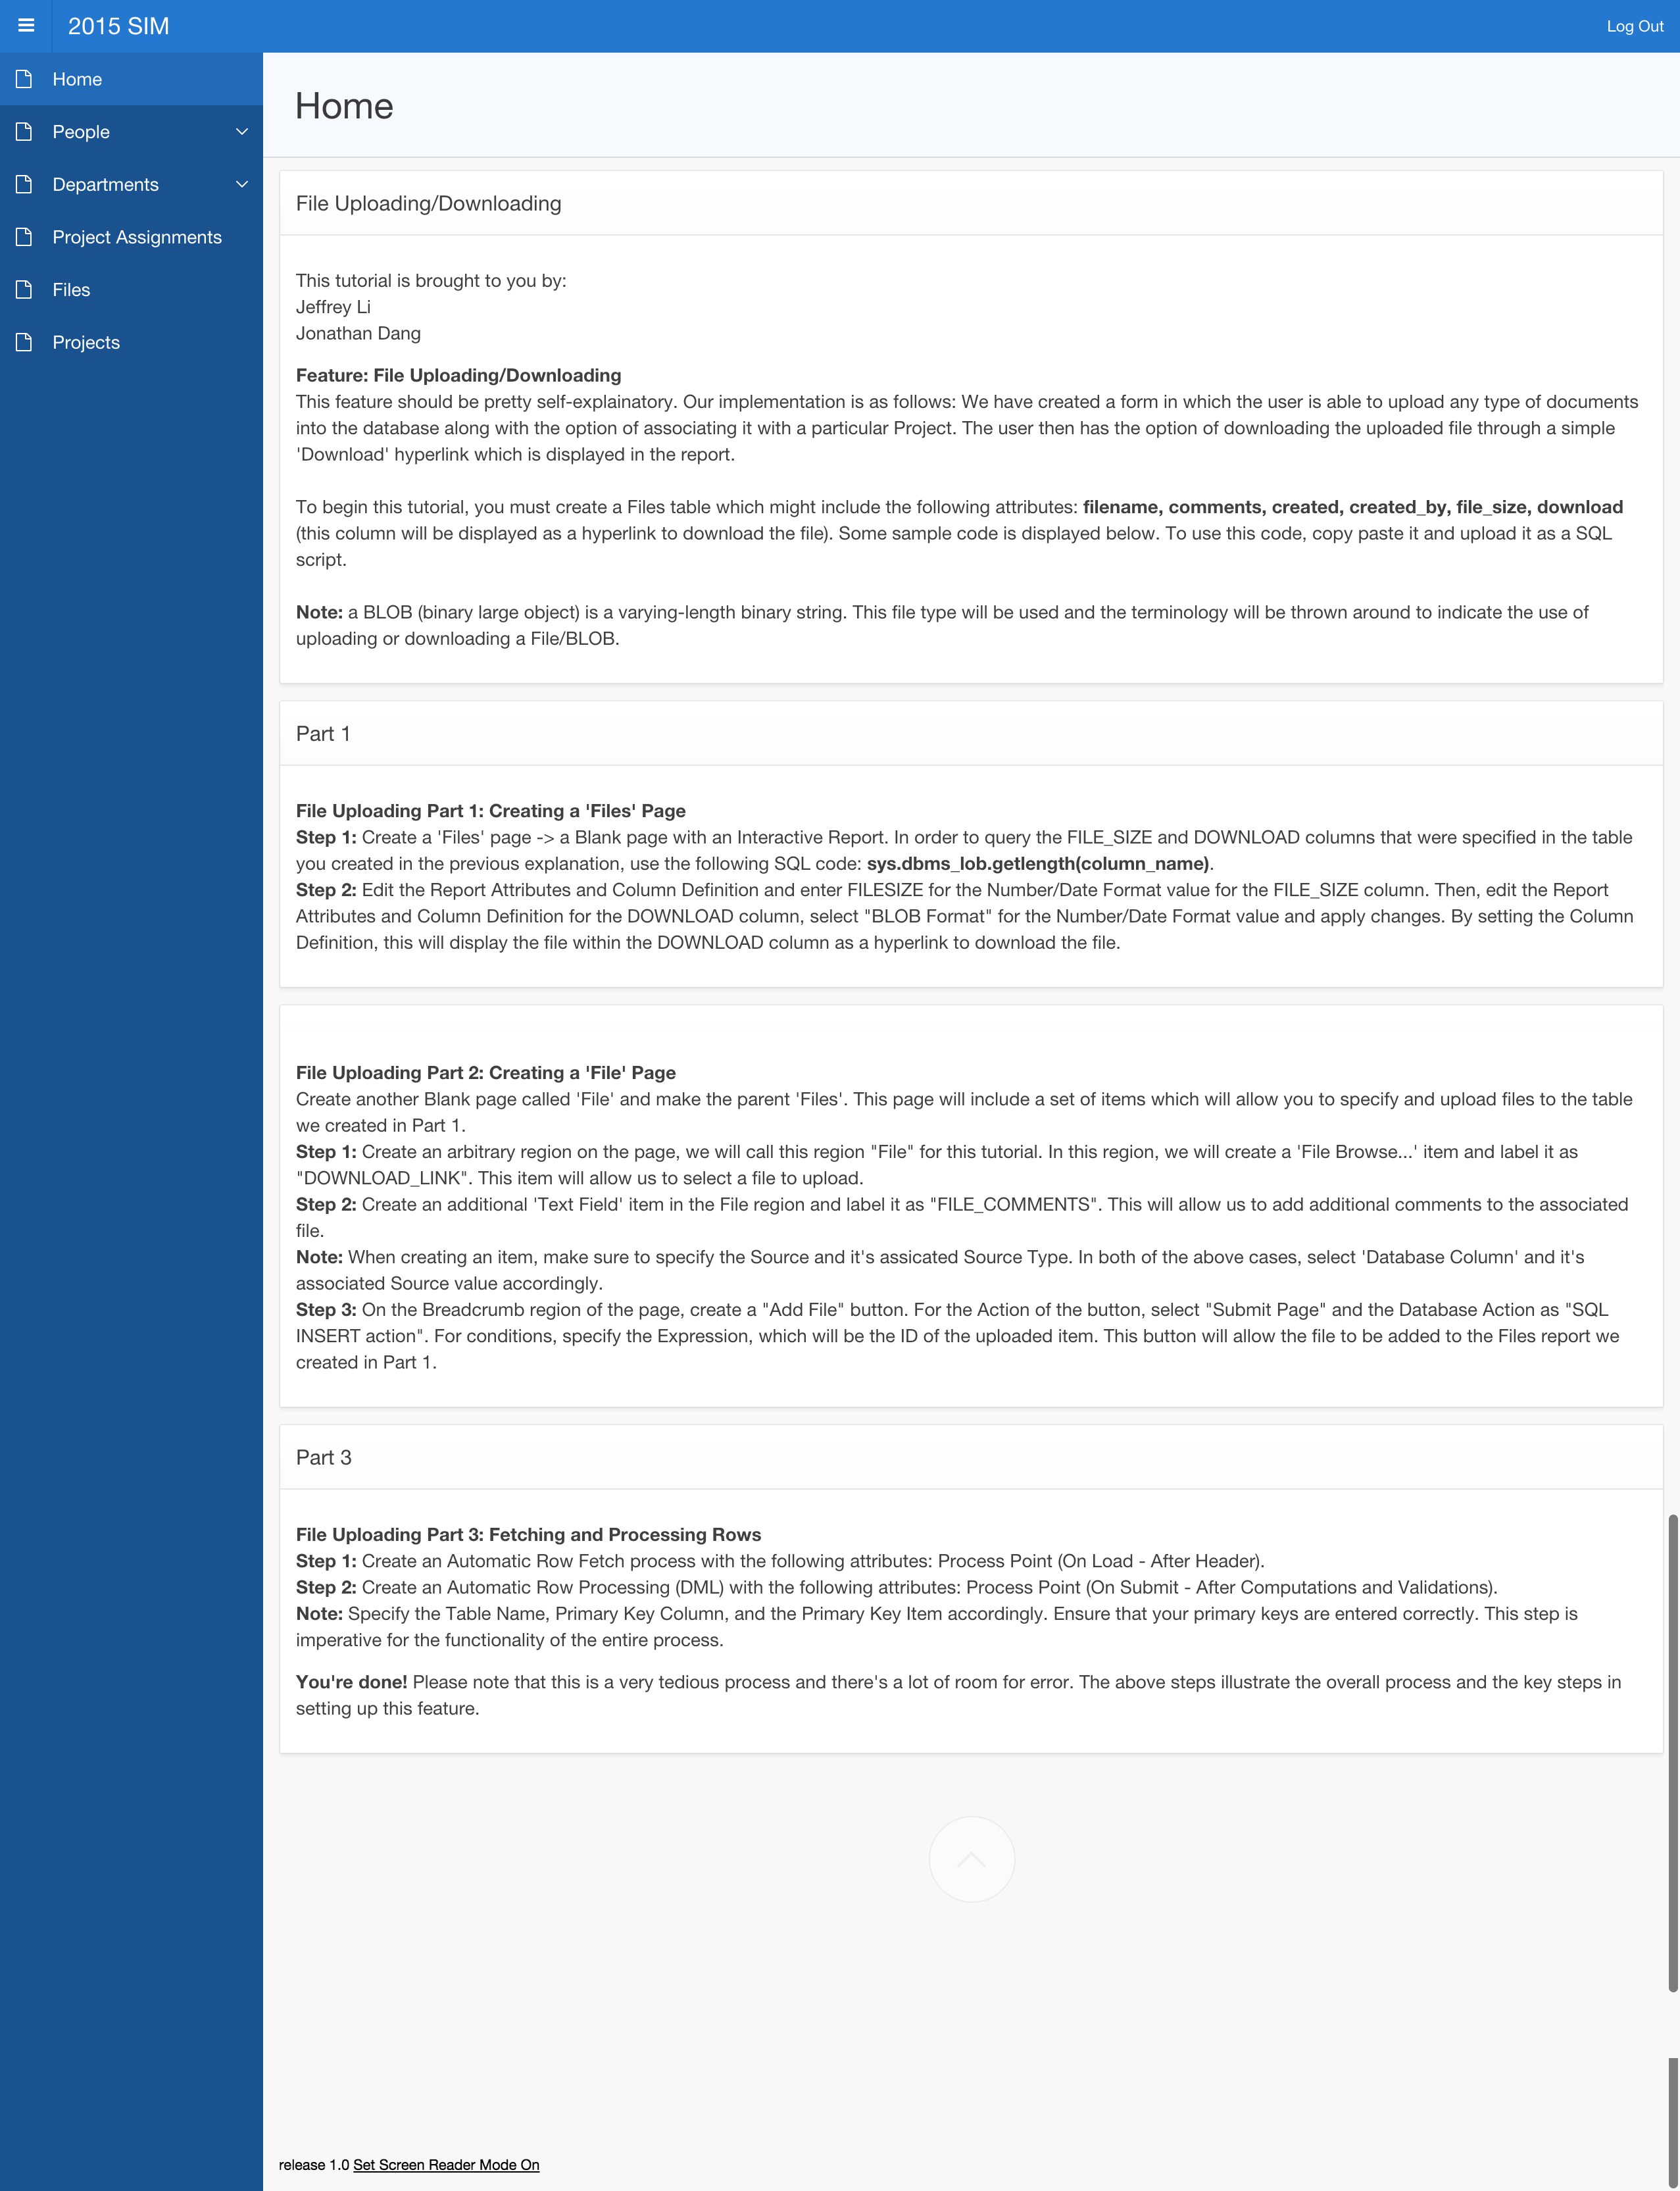 2015 SIM
Log Out
Home
People
Departments
Project Assignments
Files
Projects
Home
File Uploading/Downloading
This tutorial is brought to you by:
Jeffrey Li
Jonathan Dang
Feature: File Uploading/Downloading
This feature should be pretty self-explainatory. Our implementation is as follows: We have created a form in which the user is able to upload any type of documents
into the database along with the option of associating it with a particular Project. The user then has the option of downloading the uploaded file through a simple
'Download' hyperlink which is displayed in the report.
To begin this tutorial, you must create a Files table which might include the following attributes: filename, comments, created, created_by, file_size, download
(this column will be displayed as a hyperlink to download the file). Some sample code is displayed below. To use this code, copy paste it and upload it as a SQL
script.
Note: a BLOB (binary large object) is a varying-length binary string. This file type will be used and the terminology will be thrown around to indicate the use of
uploading or downloading a File/BLOB.
Part 1
File Uploading Part 1: Creating a 'Files' Page
Step 1: Create a 'Files' page -> a Blank page with an Interactive Report. In order to query the FILE_SIZE and DOWNLOAD columns that were specified in the table
you created in the previous explanation, use the following SQL code: sys.dbms_lob.getlength(column_name).
Step 2: Edit the Report Attributes and Column Definition and enter FILESIZE for the Number/Date Format value for the FILE_SIZE column. Then, edit the Report
Attributes and Column Definition for the DOWNLOAD column, select "BLOB Format" for the Number/Date Format value and apply changes. By setting the Column
Definition, this will display the file within the DOWNLOAD column as a hyperlink to download the file.
File Uploading Part 2: Creating a 'File' Page
Create another Blank page called 'File' and make the parent 'Files'. This page will include a set of items which will allow you to specify and upload files to the table
we created in Part 1.
Step 1: Create an arbitrary region on the page, we will call this region "File" for this tutorial. In this region, we will create a 'File Browse...' item and label it as
"DOWNLOAD_LINK". This item will allow us to select a file to upload.
Step 2: Create an additional 'Text Field' item in the File region and label it as "FILE_COMMENTS". This will allow us to add additional comments to the associated
file.
Note: When creating an item, make sure to specify the Source and it's assicated Source Type. In both of the above cases, select 'Database Column' and it's
associated Source value accordingly.
Step 3: On the Breadcrumb region of the page, create a "Add File" button. For the Action of the button, select "Submit Page" and the Database Action as "SQL
INSERT action". For conditions, specify the Expression, which will be the ID of the uploaded item. This button will allow the file to be added to the Files report we
created in Part 1.
Part 3
File Uploading Part 3: Fetching and Processing Rows
Step 1: Create an Automatic Row Fetch process with the following attributes: Process Point (On Load - After Header).
Step 2: Create an Automatic Row Processing (DML) with the following attributes: Process Point (On Submit - After Computations and Validations).
Note: Specify the Table Name, Primary Key Column, and the Primary Key Item accordingly. Ensure that your primary keys are entered correctly. This step is
imperative for the functionality of the entire process.
You're done! Please note that this is a very tedious process and there's a lot of room for error. The above steps illustrate the overall process and the key steps in
setting up this feature.
release 1.0 Set Screen Reader Mode On